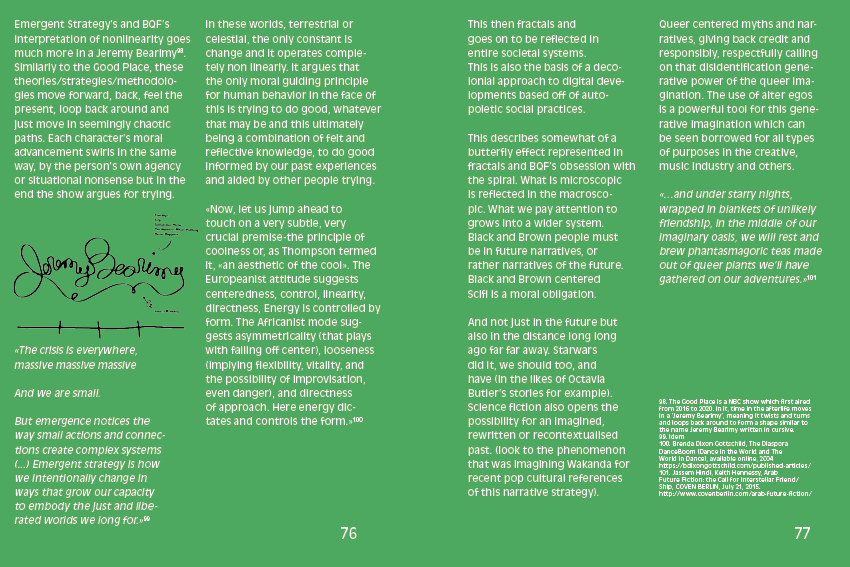 Emergent Strategy's and BQF's
interpretation of nonlinearity goes
much more in a Jeremy Bearimy98.
Similarly to the Good Place, these
theories/strategies/methodolo-
gies move forward, back, feel the
present, loop back around and
just move in seemingly chaotic
paths. Each character's moral
advancement swirls in the same
way, by the person's own agency
or situational nonsense but in the
end the show argues for trying.
Jeremy Bearimy
«The crisis is everywhere,
massive massive massive
And we are small.
But emergence notices the
way small actions and connec-
tions create complex systems
(...) Emergent strategy is how
we intentionally change in
ways that grow our capacity
to embody the just and libe-
rated worlds we long for.»99
In these worlds, terrestrial or
celestial, the only constant is
change and it operates comple-
tely non linearly. It argues that
the only moral guiding principle
for human behavior in the face of
this is trying to do good, whatever
that may be and this ultimately
being a combination of felt and
reflective knowledge, to do good
informed by our past experiences
and aided by other people trying.
«Now, let us jump ahead to
touch on a very subtle, very
crucial premise-the principle of
coolness or, as Thompson termed
it, «an aesthetic of the cool». The
Europeanist attitude suggests
centeredness, control, linearity,
directness, Energy is controlled by
form. The Africanist mode sug-
gests asymmetricality (that plays
with falling off center), looseness
(implying flexibility, vitality, and
the possibility of improvisation,
even danger), and directness
of approach. Here energy dic-
tates and controls the form.»100
76
This then fractals and
goes on to be reflected in
entire societal systems.
This is also the basis of a deco-
lonial approach to digital deve-
lopments based off of auto-
poietic social practices.
This describes somewhat of a
butterfly effect represented in
fractals and BQF's obsession with
the spiral. What is microscopic
is reflected in the macrosco-
pic. What we pay attention to
grows into a wider system.
Black and Brown people must
be in future narratives, or
rather narratives of the future.
Black and Brown centered
Scifi is a moral obligation.
And not just in the future but
also in the distance long long
ago far far away. Starwars
did it, we should too, and
have (in the likes of Octavia
Butler's stories for example).
Science fiction also opens the
possibility for an imagined,
rewritten or recontextualised
past. (look to the phenomenon
that was imagining Wakanda for
recent pop cultural references
of this narrative strategy).
Queer centered myths and nar-
ratives, giving back credit and
responsibly, respectfully calling
on that disidentification gene-
rative power of the queer ima-
gination. The use of alter egos
is a powerful tool for this gene-
rative imagination which can
be seen borrowed for all types
of purposes in the creative,
music industry and others.
«...and under starry nights,
wrapped in blankets of unlikely
friendship, in the middle of our
imaginary oasis, we will rest and
brew phantasmagoric teas made
out of queer plants we'll have
gathered on our adventures.»101
98. The Good Place is a NBC show which first aired
from 2016 to 2020. In it, time in the afterlife moves
in a 'Jeremy Bearimy', meaning it twists and turns
and loops back around to form a shape similar to
the name Jeremy Bearimy written in cursive.
99. Idem
100. Brenda Dixon Gottschild, The Diaspora
DanceBoom (Dance in the World and The
World in Dance), available online, 2004
https://bdixongottschild.com/published-articles/
101. Jassem Hindi, Keith Hennessy, Arab
Future Fiction: the Call for Interstellar Friend/
Ship, COVEN BERLIN, July 21, 2015.
http://www.covenberlin.com/arab-future-fiction/
77